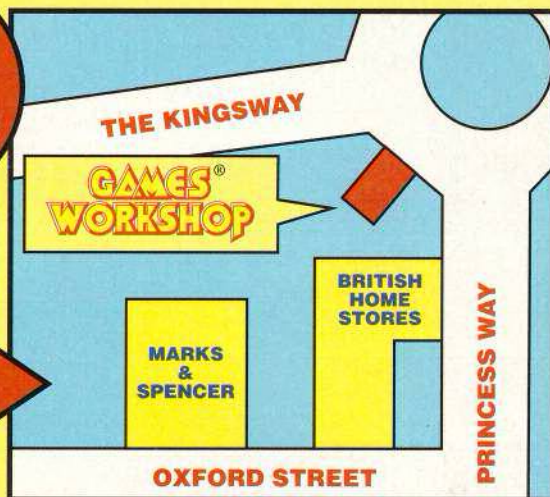 THE KINGSWAY
GAMES®
WORKSHOP
BRITISH
HOME
STORES
MARKS
&
SPENCER
PRINCESS WAY
OXFORD STREET